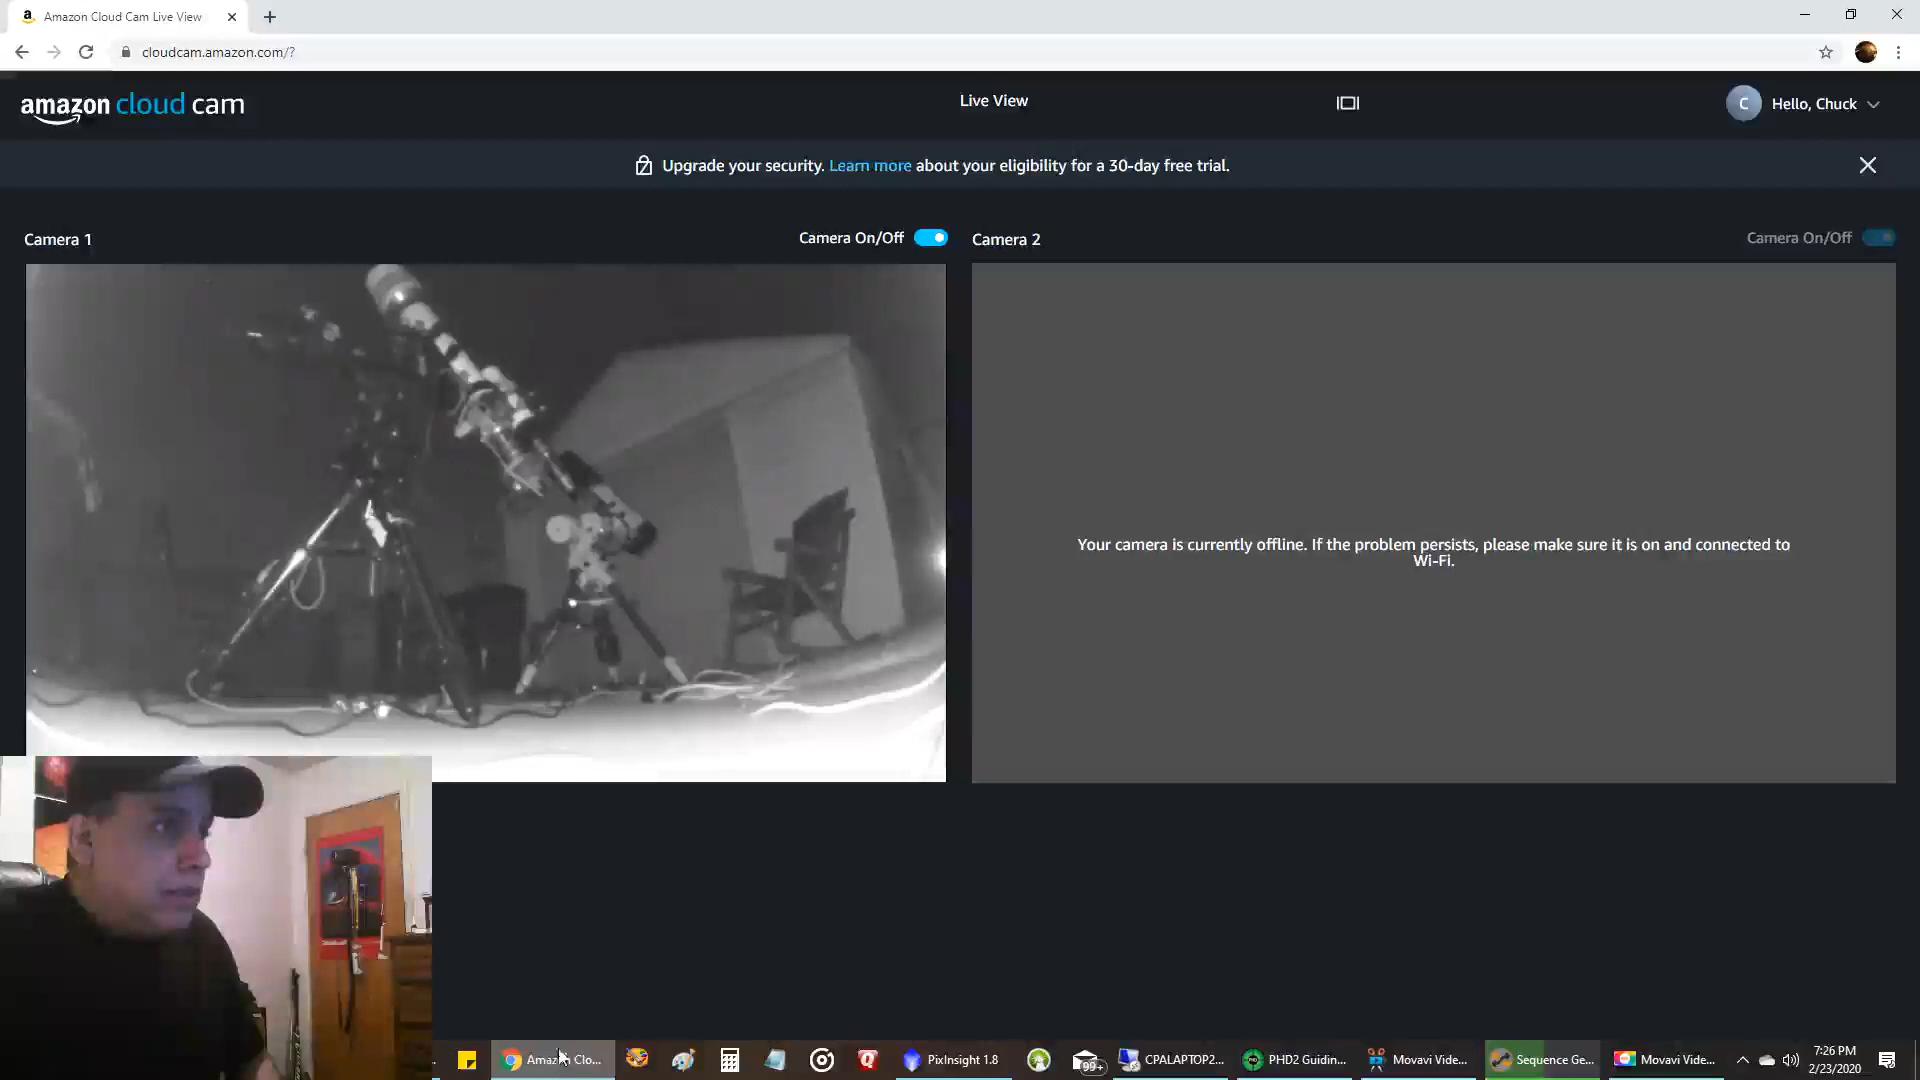 Amazon Cloud Cam Live View
cloudcam.amazon.com/?
amazon cloud cam
Live View
C
Hello, Chuck
Upgrade your security. Learn more about your eligibility for a 30-day free trial.
Camera 1
Camera On/Off
Camera 2
Camera On/Off
Your camera is currently offline. If the problem persists, please make sure it is on and connected to
Wi-Fi.
Amazon Clo...
PixInsight 1.8
99+
CPALAPTOP2...
PHD2 Guidin...
Movavi Vide...
Sequence Ge...
Movavi Vide...
7:26 PM
2/23/2020